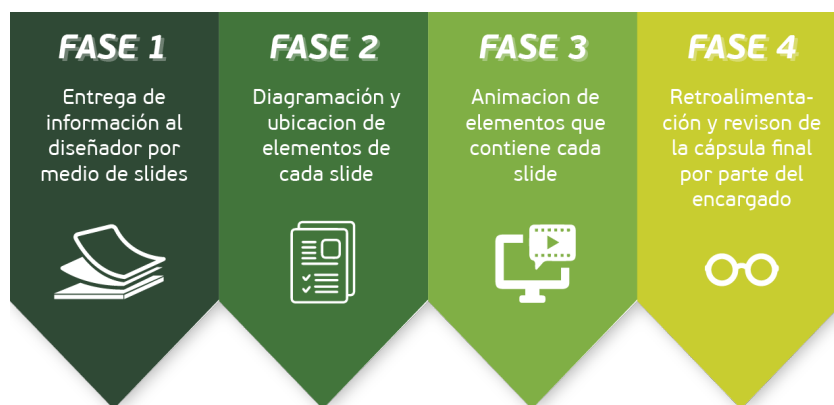 FASE 1
Entrega de
información al
diseñador por
medio de slides
FASE 2
Diagramación y
ubicacion de
elementos de
cada slide
FASE 3
Animacion de
elementos que
contiene cada
slide
FASE 4
Retroalimenta-
ción y revison de
la cápsula final
por parte del
encargado